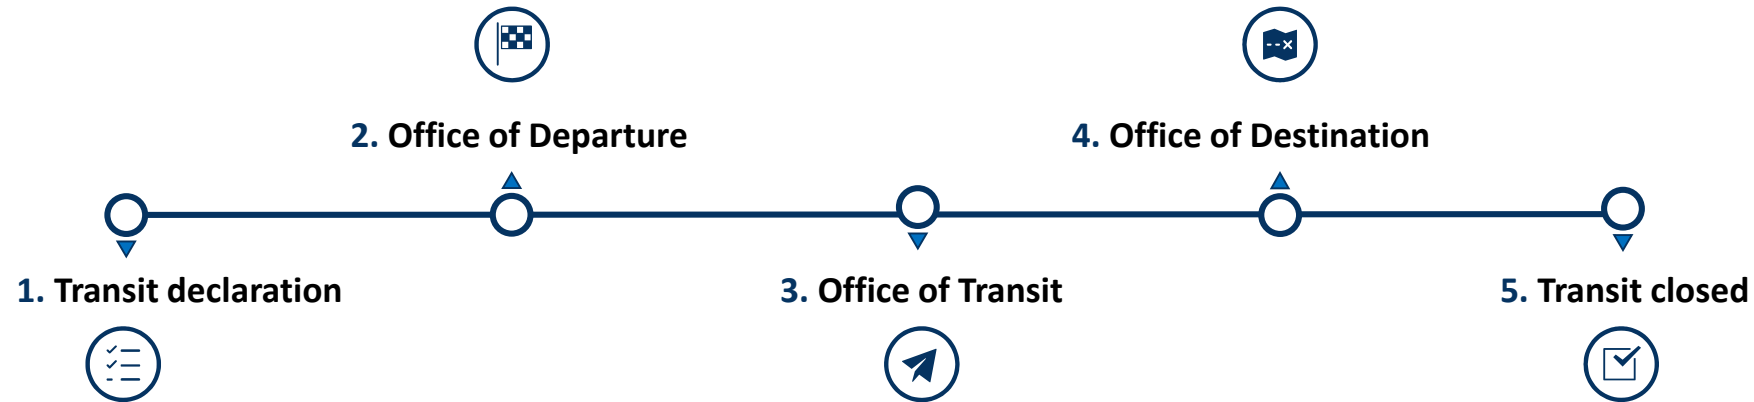 1. Transit declaration
2. Office of Departure
3. Office of Transit
4. Office of Destination
5. Transit closed